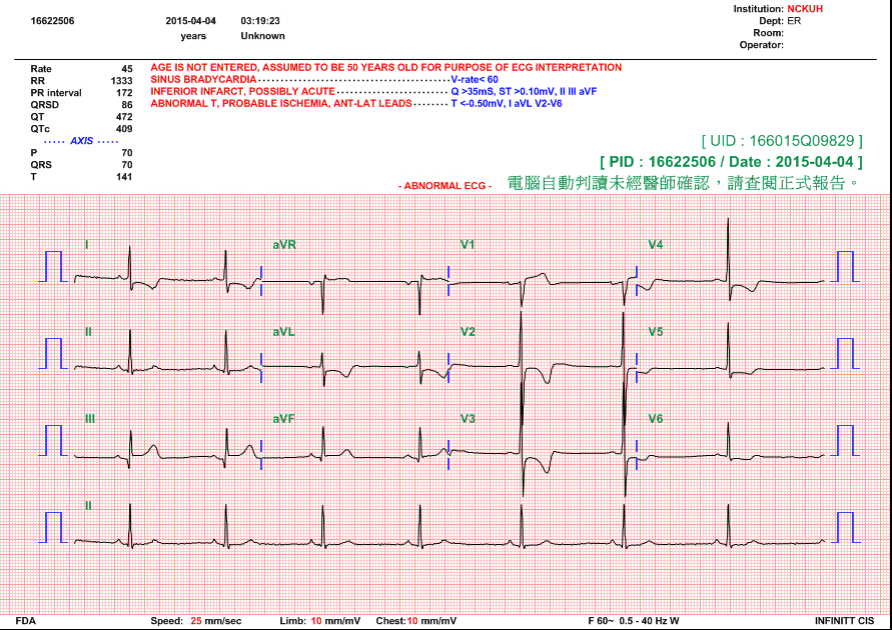 Institution: NCKUH
16622506 2015-04-04 03:19:23 Dept: ER
years Unknown Room:
Operator:
Rate 45 AGE IS NOT ENTERED, ASSUMED TO BE 50 YEARS OLD FOR PURPOSE OF ECG INTERPRETATION
RR 1333 SINUS BRADYCARDIA - - - - - - - - - - - - - - - - - - - - - - - - - - - - - - - - - - - - - V-rate< 60
PR interval 172 INFERIOR INFARCT, POSSIBLY ACUTE - - - - - - - - - - - - - - - - - - - - - Q >35mS, ST >0.10mV, II III aVF
QRSD 86 ABNORMAL T, PROBABLE ISCHEMIA, ANT-LAT LEADS - - - - - - - T <-0.50mV, I aVL V2-V6
QT 472
QTc 409
----- AXIS -----
P 70
QRS 70
T 141
[ UID : 166015Q09829 ]
[ PID : 16622506 / Date : 2015-04-04 ]
- ABNORMAL ECG - 電腦自動判讀未經醫師確認，請查閱正式報告。
I aVR V1 V4
II aVL V2 V5
III aVF V3 V6
II
FDA Speed: 25 mm/sec Limb: 10 mm/mV Chest: 10 mm/mV F 60~ 0.5 - 40 Hz W INFINITT CIS